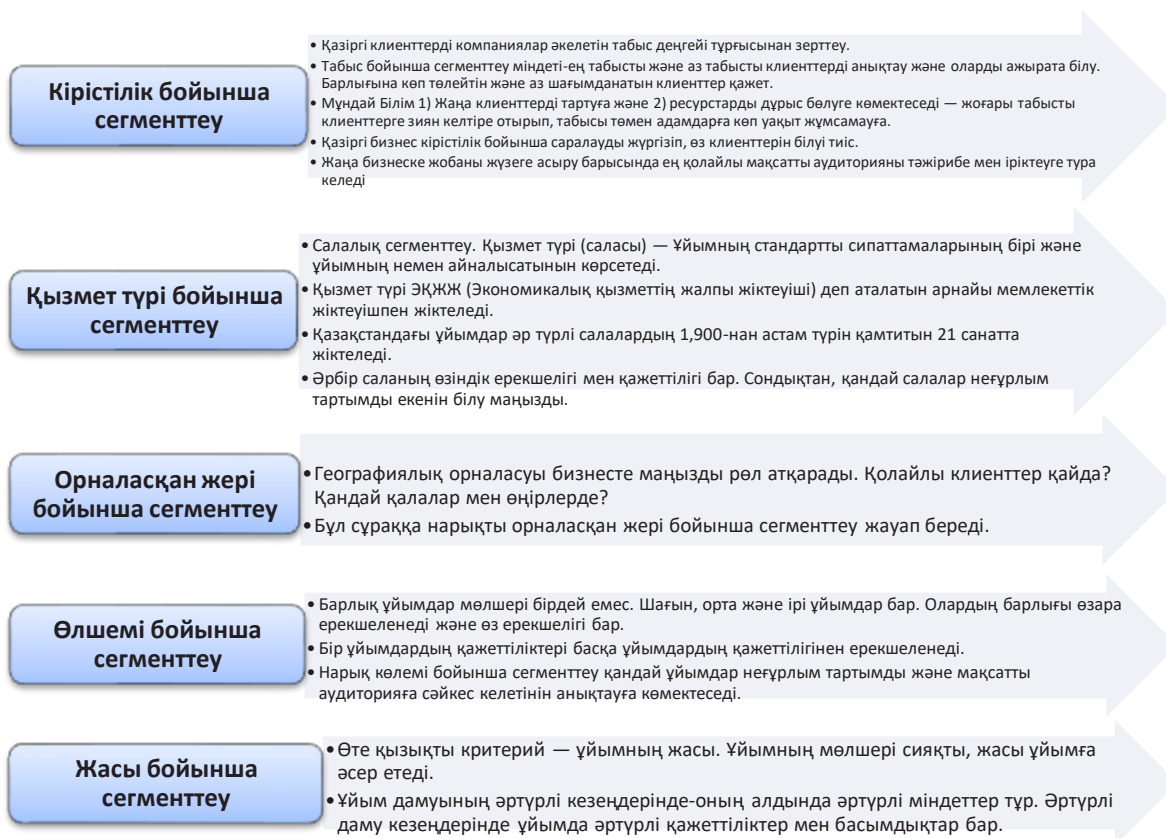 Кірістілік бойынша
сегменттеу
• Қазіргі клиенттерді компаниялар әкелетін табыс деңгейі тұрғысынан зерттеу.
• Табыс бойынша сегменттеу міндеті-ең табысты және аз табысты клиенттерді анықтау және оларды ажырата білу.
Барлығына көп төлейтін және аз шағымданатын клиенттер қажет.
• Мұндай Білім 1) Жаңа клиенттерді тартуға және 2) ресурстарды дұрыс бөлуге көмектеседі — жоғары табысты
клиенттерге зиян келтіре отырып, табысы төмен адамдарға көп уақыт жұмсамауға.
• Қазіргі бизнес кірістілік бойынша саралауды жүргізіп, өз клиенттерін білуі тиіс.
• Жаңа бизнеске жобаны жүзеге асыру барысында ең қолайлы мақсатты аудиторияны тәжірибе мен іріктеуге тура
келеді
Қызмет түрі бойынша
сегменттеу
• Салалық сегменттеу. Қызмет түрі (саласы) — Ұйымның стандартты сипаттамаларының бірі және
ұйымның немен айналысатынын көрсетеді.
• Қызмет түрі ЭҚЖЖ (Экономикалық қызметтің жалпы жіктеуіші) деп аталатын арнайы мемлекеттік
жіктеуішпен жіктеледі.
• Қазақстандағы ұйымдар әр түрлі салалардың 1,900-нан астам түрін қамтитын 21 санатта
жіктеледі.
• Әрбір саланың өзіндік ерекшелігі мен қажеттілігі бар. Сондықтан, қандай салалар неғұрлым
тартымды екенін білу маңызды.
Орналасқан жері
бойынша сегменттеу
• Географиялық орналасуы бизнесте маңызды рөл атқарады. Қолайлы клиенттер қайда?
Қандай қалалар мен өңірлерде?
• Бұл сұраққа нарықты орналасқан жері бойынша сегменттеу жауап береді.
Өлшемі бойынша
сегменттеу
• Барлық ұйымдар мөлшері бірдей емес. Шағын, орта және ірі ұйымдар бар. Олардың барлығы өзара
ерекшеленеді және өз ерекшелігі бар.
• Бір ұйымдардың қажеттіліктері басқа ұйымдардың қажеттілігінен ерекшеленеді.
• Нарық көлемі бойынша сегменттеу қандай ұйымдар неғұрлым тартымды және мақсатты
аудиторияға сәйкес келетінін анықтауға көмектеседі.
Жасы бойынша
сегменттеу
• Өте қызықты критерий — ұйымның жасы. Ұйымның мөлшері сияқты, жасы ұйымға
әсер етеді.
• Ұйым дамуының әртүрлі кезеңдерінде-оның алдында әртүрлі міндеттер тұр. Әртүрлі
даму кезеңдерінде ұйымда әртүрлі қажеттіліктер мен басымдықтар бар.